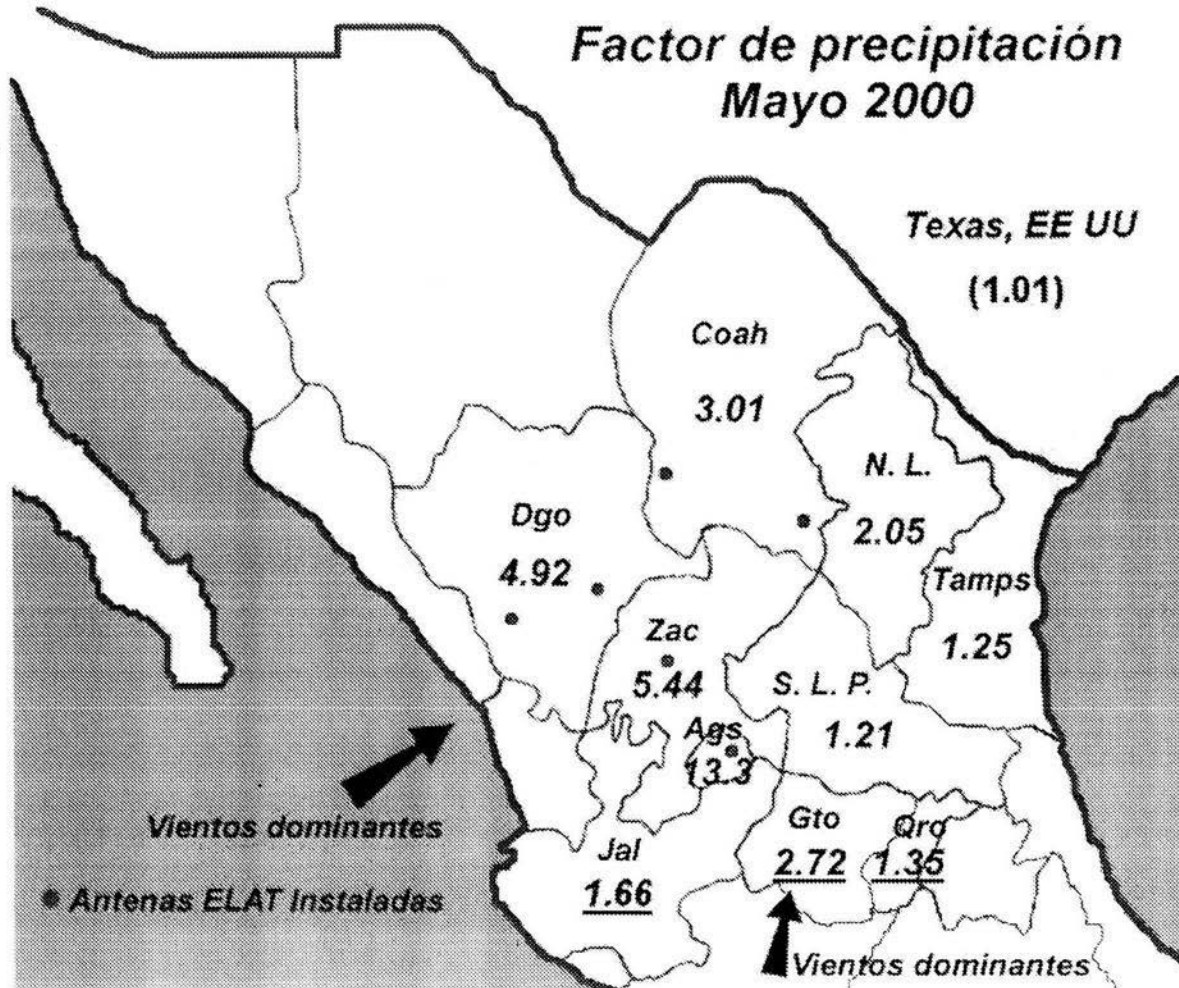 Factor de precipitación
Mayo 2000
Texas, EE UU
(1.01)
Coah
3.01
N. L.
2.05
Dgo
4.92
Tamps
1.25
Zac
5.44
S. L. P.
1.21
Ags
13.3
Gto
2.72
Qro
1.35
Jal
1.66
Vientos dominantes
Antenas ELAT Instaladas
Vientos dominantes